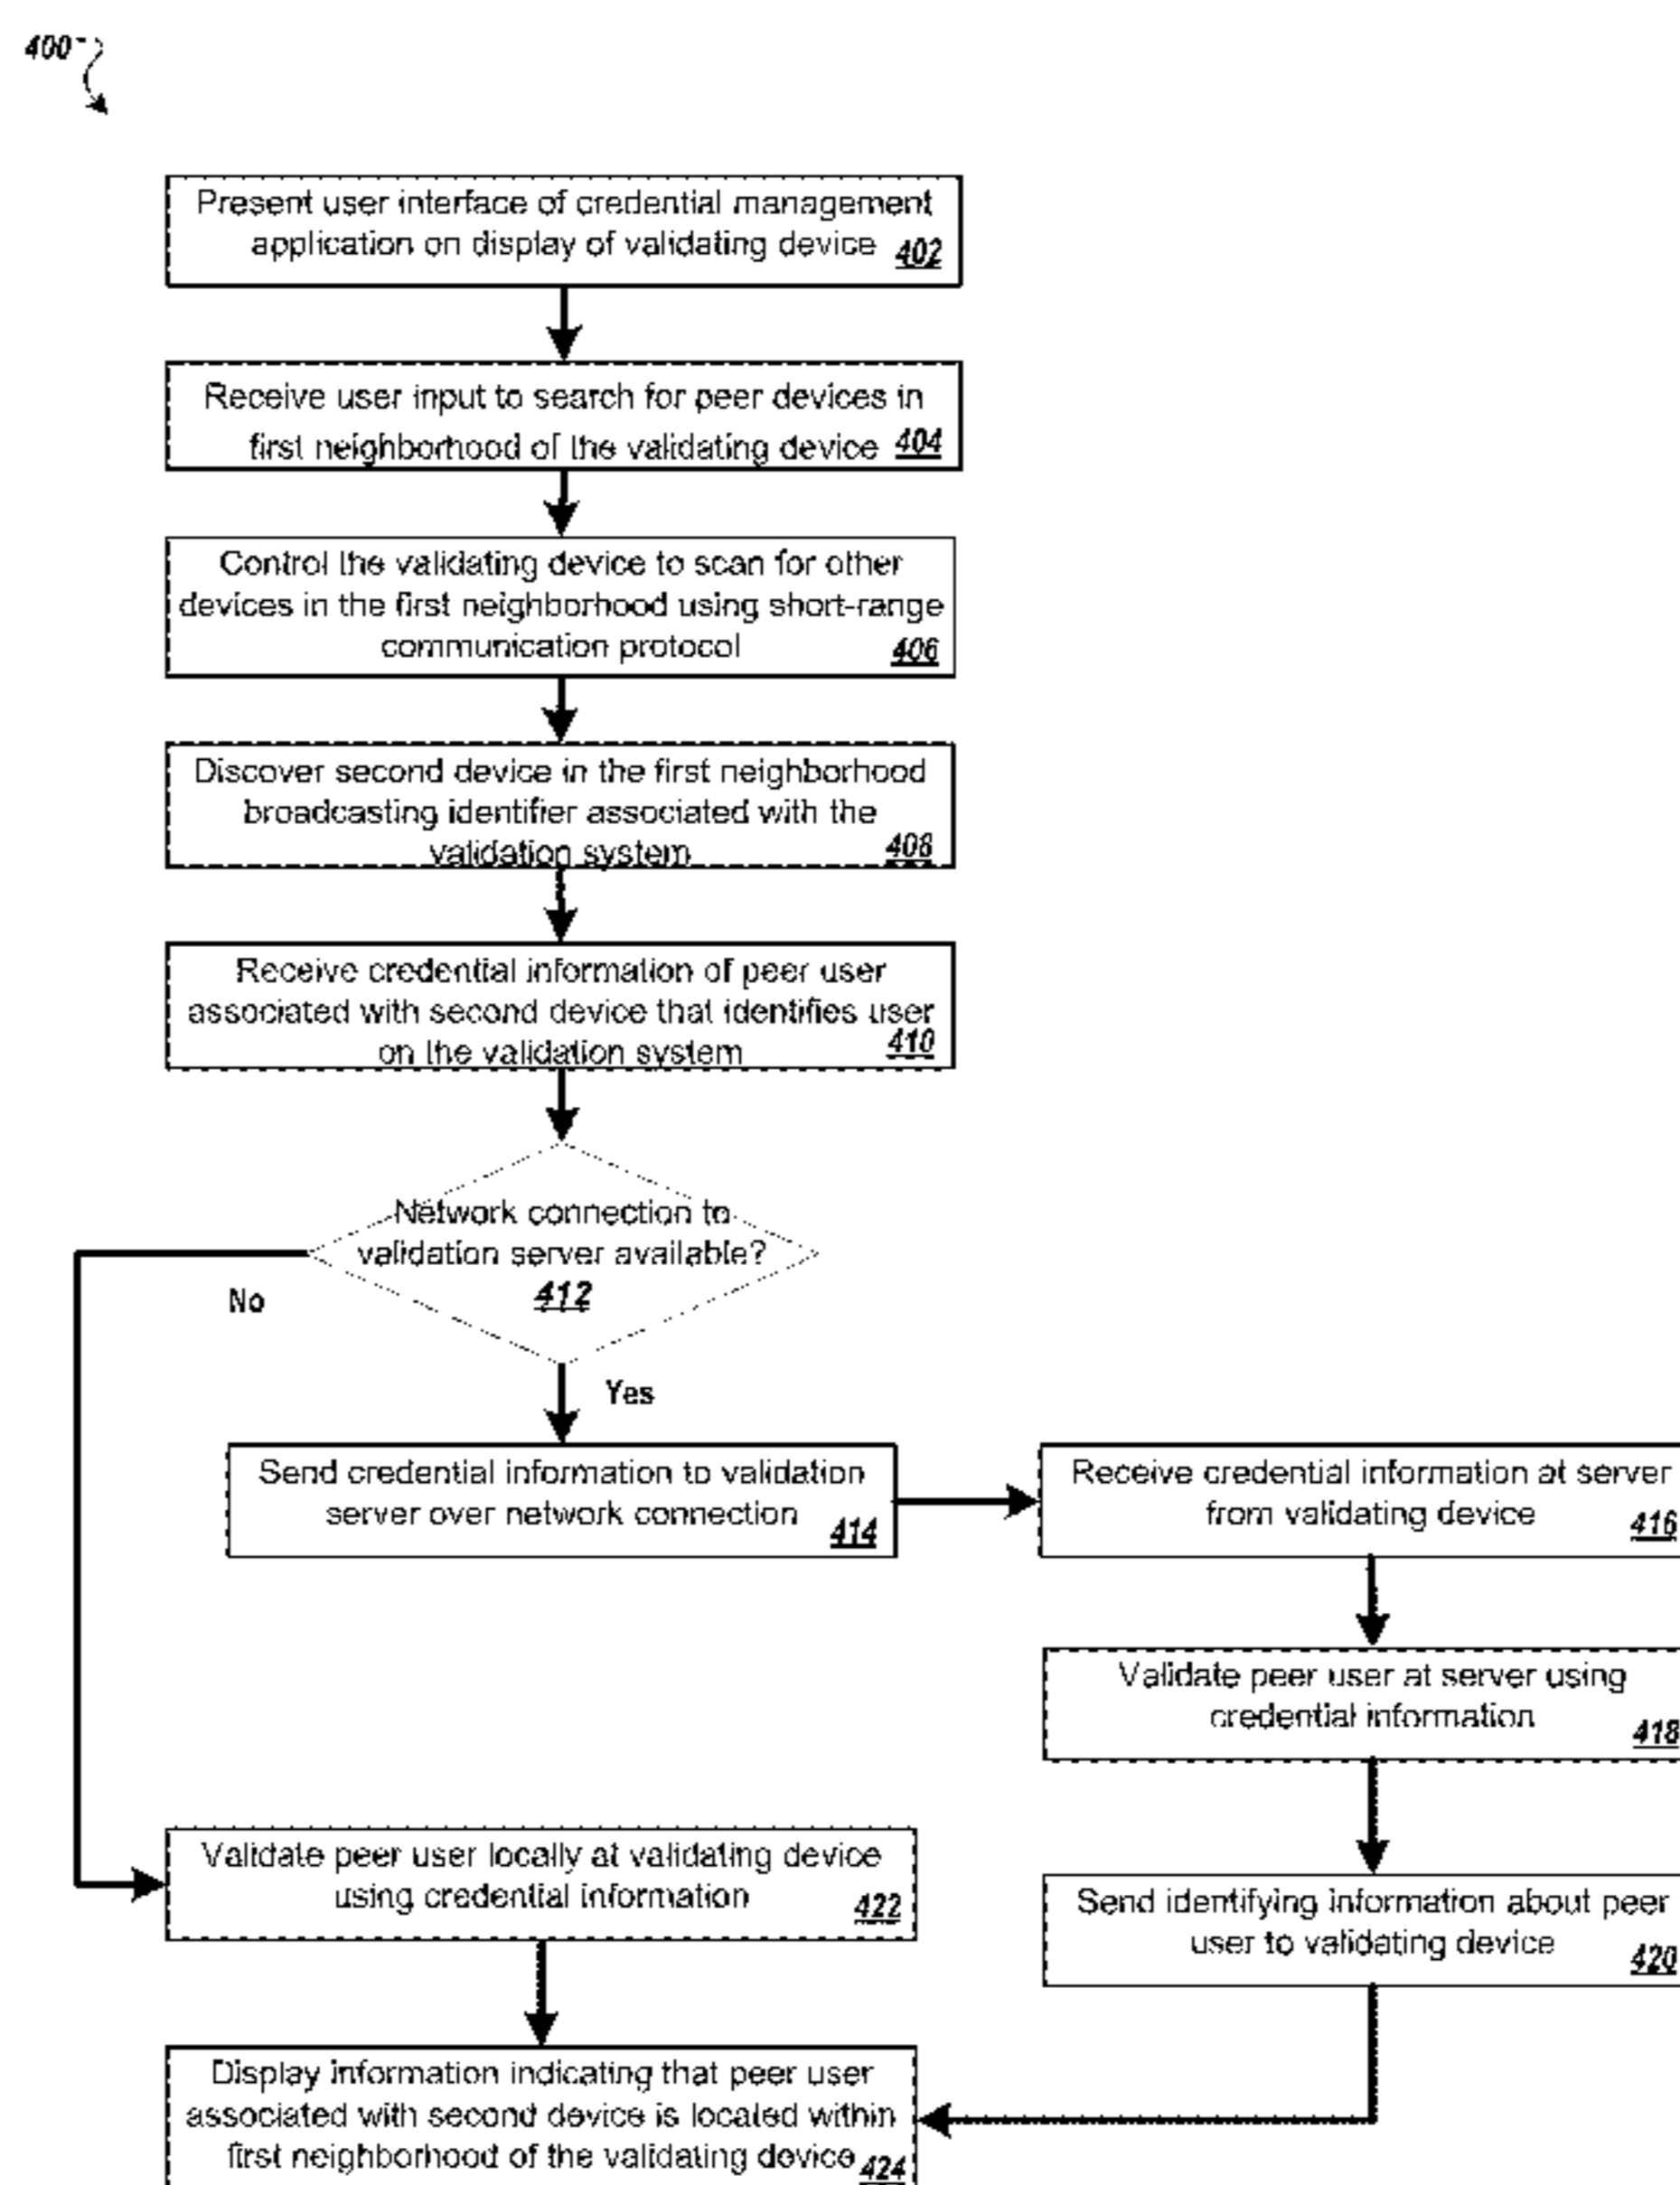 400
Present user interface of credential management
application on display of validating device 402
Receive user input to search for peer devices in
first neighborhood of the validating device 404
Control the validating device to scan for other
devices in the first neighborhood using short-range
communication protocol 406
Discover second device in the first neighborhood
broadcasting identifier associated with the
validation system 408
Receive credential information of peer user
associated with second device that identifies user
on the validation system 410
Network connection to
validation server available?
412
No
Yes
Send credential information to validation
server over network connection 414
Receive credential information at server
from validating device 416
Validate peer user at server using
credential information 418
Validate peer user locally at validating device
using credential information 422
Send identifying information about peer
user to validating device 420
Display information indicating that peer user
associated with second device is located within
first neighborhood of the validating device 424